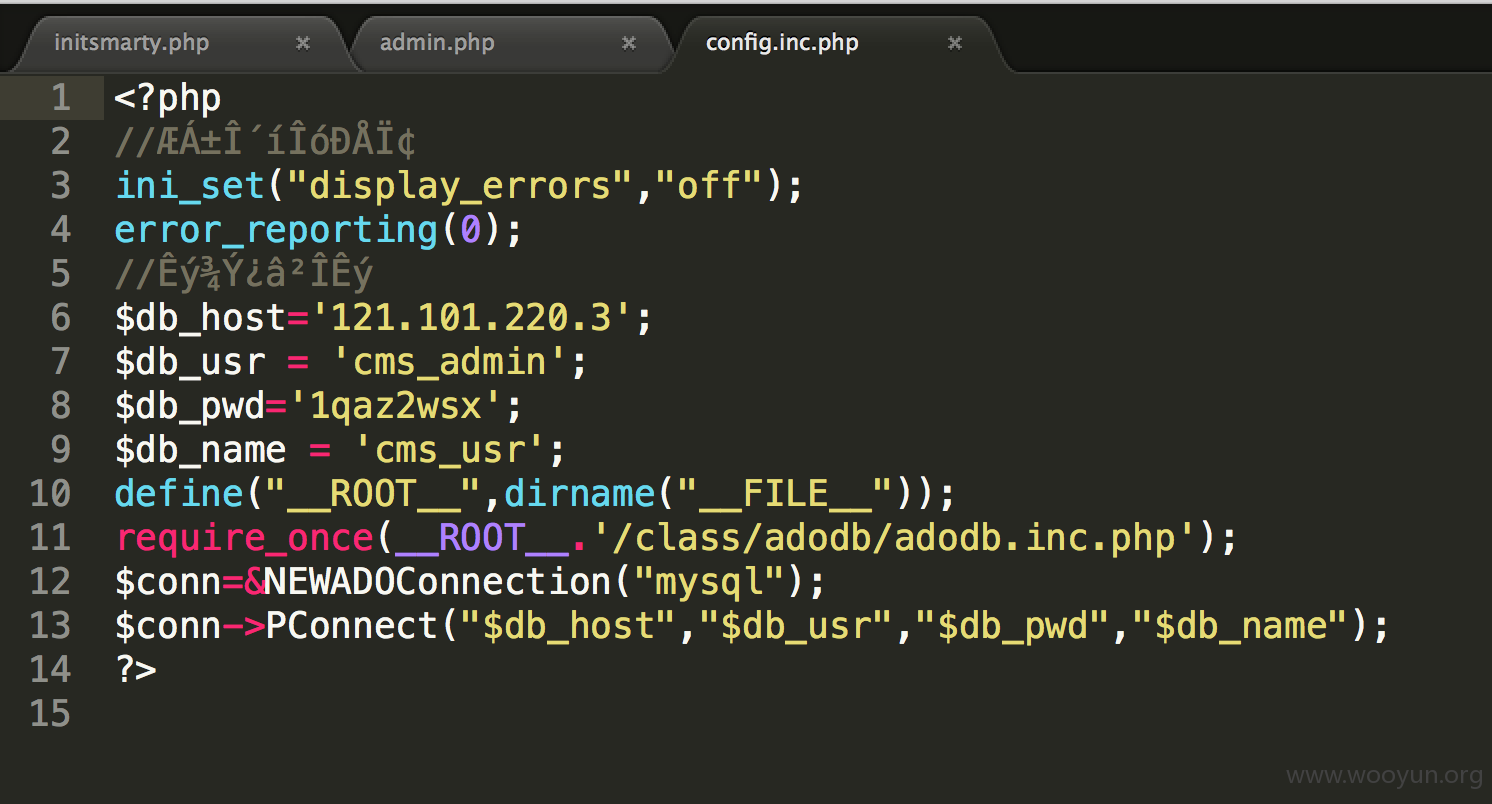 initsmarty.php × admin.php × config.inc.php ×
1 <?php
2 //ÆÁ±Î´íÎóÐÅÏ¢
3 ini_set("display_errors","off");
4 error_reporting(0);
5 //Êý¾Ý¿â²ÎÊý
6 $db_host='121.101.220.3';
7 $db_usr = 'cms_admin';
8 $db_pwd='1qaz2wsx';
9 $db_name = 'cms_usr';
10 define("__ROOT__",dirname("__FILE__"));
11 require_once(__ROOT__.'/class/adodb/adodb.inc.php');
12 $conn=&NEWADOConnection("mysql");
13 $conn->PConnect("$db_host","$db_usr","$db_pwd","$db_name");
14 ?>
15
www.wooyun.org